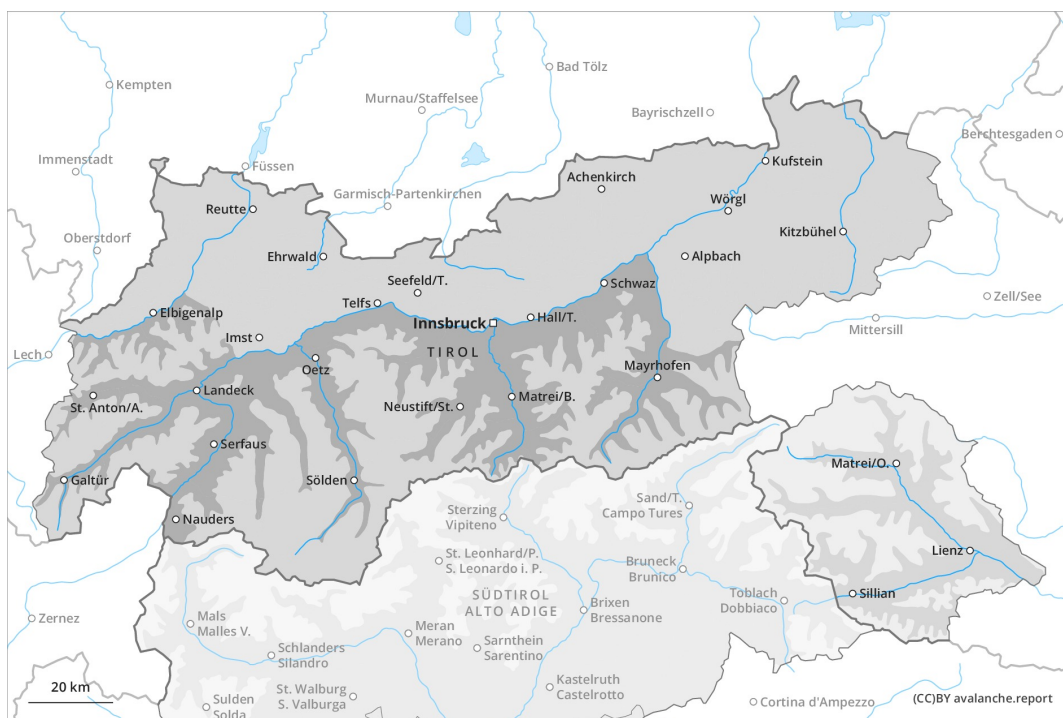 Kempten
Bad Tölz
Murnau/Staffelsee
Bayrischzell
Berchtesgaden
Immenstadt
Füssen
Kufstein
Achenkirch
Garmisch-Partenkirchen
Reutte
Wörgl
Kitzbühel
Oberstdorf
Ehrwald
Alpbach
Seefeld/T.
Schwaz
Zell/See
Telfs
Elbigenalp
Innsbruck
Hall/T.
Mittersill
Imst
Lech
TIROL
Oetz
Mayrhofen
Landeck
St. Anton/A.
Neustift/St.
Matrei/B.
Serfaus
Matrei/O.
Galtür
Sölden
Sand/T.
Campo Tures
Sterzing
Vipiteno
Nauders
Lienz
St. Leonhard/P.
S. Leonardo i. P.
Bruneck
Brunico
Sillian
SÜDTIROL
ALTO ADIGE
Toblach
Dobbiaco
Brixen
Bressanone
Zernez
Mals
Malles V.
Meran
Merano
Sarnthein
Sarentino
Schlanders
Silandro
20 km
St. Walburg
S. Valburga
Kastelruth
Castelrotto
Sulden
Solda
Cortina d'Ampezzo
(CC)BY avalanche.report